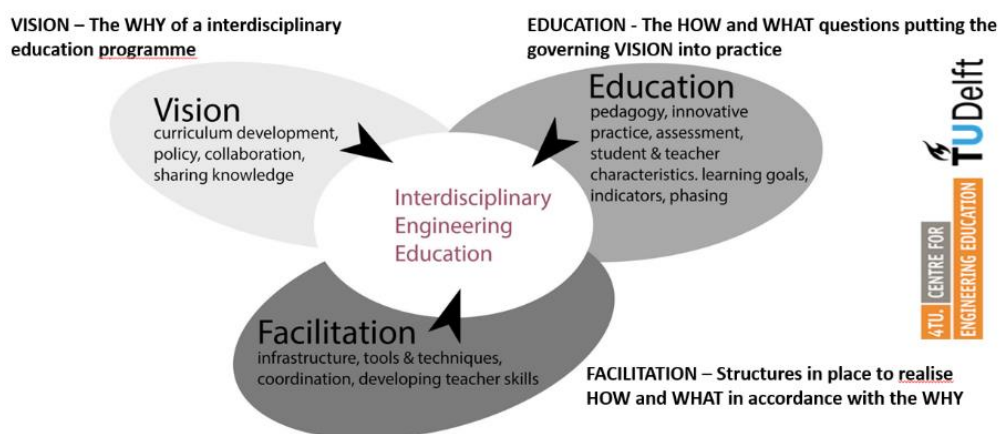 VISION – The WHY of a interdisciplinary
education programme
EDUCATION - The HOW and WHAT questions putting the
governing VISION into practice
Vision
curriculum development,
policy, collaboration,
sharing knowledge
Education
pedagogy, innovative
practice, assessment,
student & teacher
characteristics. learning goals,
indicators, phasing
Interdisciplinary
Engineering
Education
Facilitation
infrastructure, tools & techniques,
coordination, developing teacher skills
FACILITATION – Structures in place to realise
HOW and WHAT in accordance with the WHY
TUDelft
4TU. CENTRE FOR
ENGINEERING EDUCATION